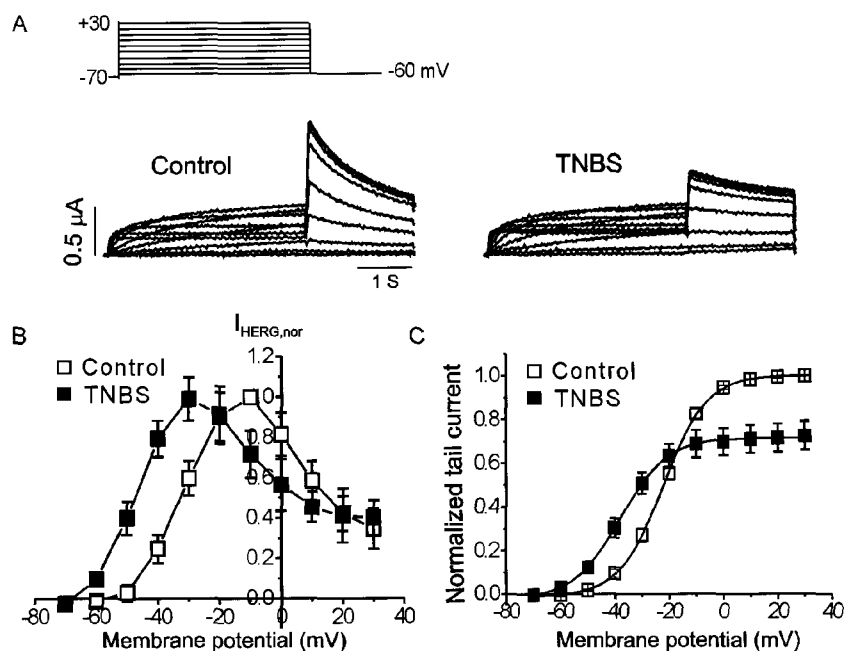 A
+30
-70
-60 mV
Control
TNBS
0.5 µA
1 S
B
I HERG,nor
Control
TNBS
1.2
1.0
0.8
0.6
0.4
0.2
0.0
-80 -60 -40 -20 0 20 40
Membrane potential (mV)
C
Control
TNBS
Normalized tail current
1.0
0.8
0.6
0.4
0.2
0.0
-80 -60 -40 -20 0 20 40
Membrane potential (mV)